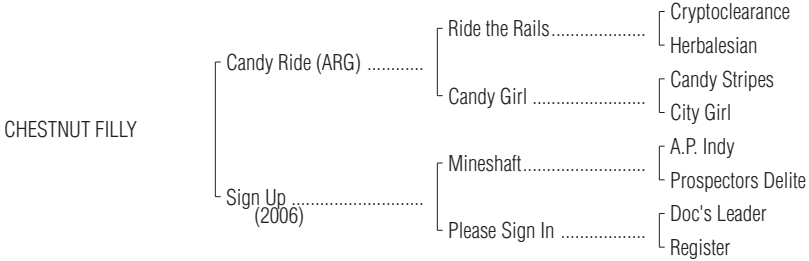 Cryptoclearance
Ride the Rails.....................
Herbalesian
Candy Ride (ARG) ............
Candy Stripes
Candy Girl .........................
City Girl
CHESTNUT FILLY
A.P. Indy
Mineshaft...........................
Prospectors Delite
Sign Up .............................
(2006)
Doc's Leader
Please Sign In ...................
Register